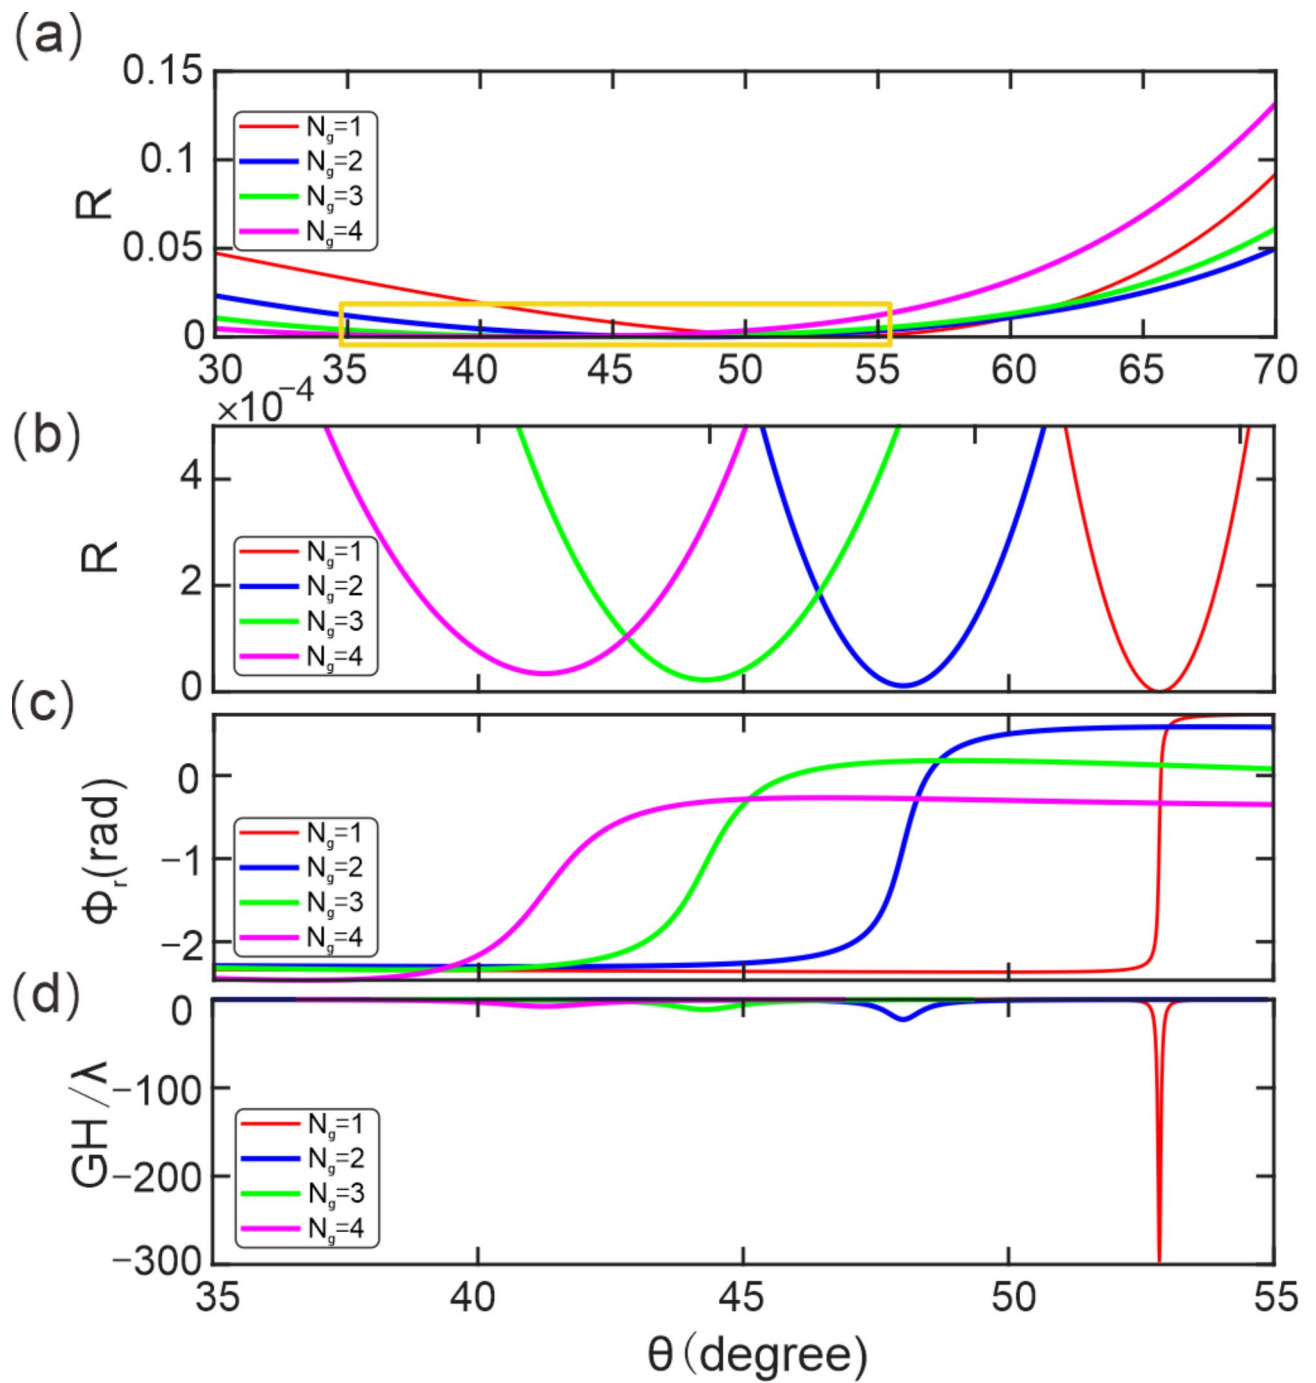 (a)
0.15
0.1
0.05
0
R
N_g=1
N_g=2
N_g=3
N_g=4
30 35 40 45 50 55 60 65 70
(b)
×10⁻⁴
4
2
0
R
N_g=1
N_g=2
N_g=3
N_g=4
(c)
0
−1
−2
Φ_r(rad)
N_g=1
N_g=2
N_g=3
N_g=4
(d)
0
−100
−200
−300
GH/λ
N_g=1
N_g=2
N_g=3
N_g=4
35 40 45 50 55
θ(degree)